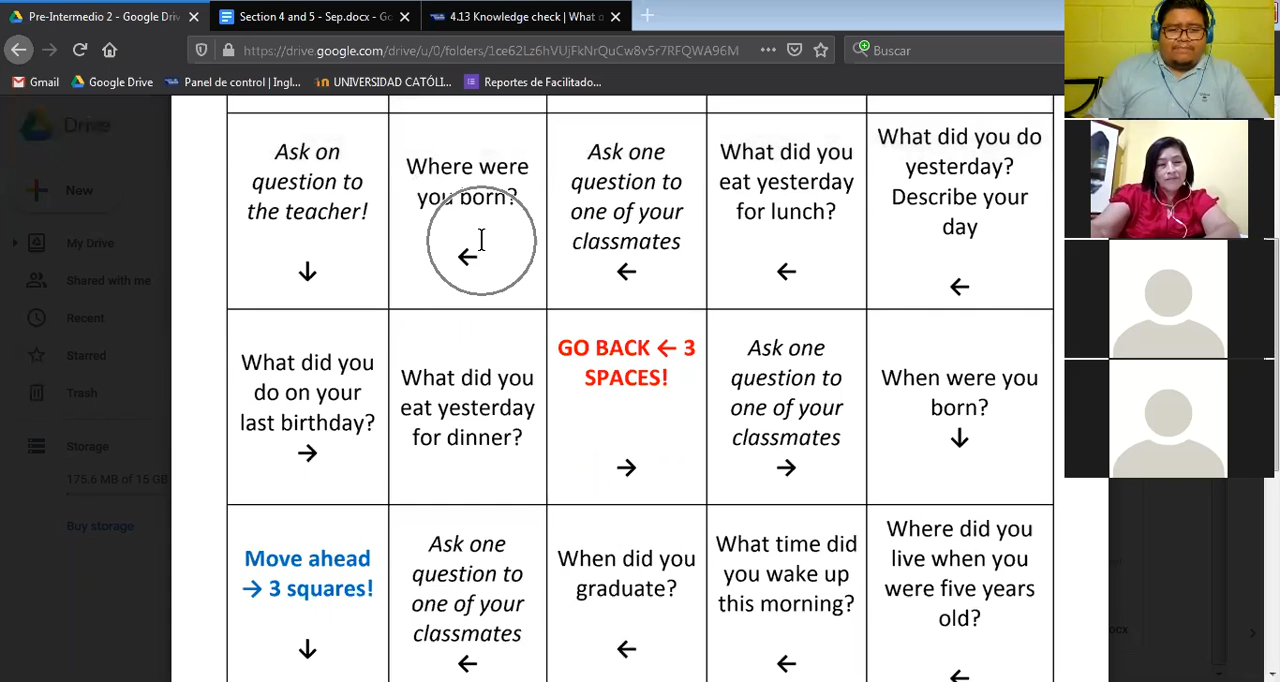 Pre-Intermedio 2 - Google Driv
Section 4 and 5 - Sep.docx - Go
4.13 Knowledge check | What o
https://drive.google.com/drive/u/0/folders/1ce62Lz6hVUjFkNrQuCw8v5r7RFQWA96M
Buscar
Gmail
Google Drive
Panel de control | Ingl...
UNIVERSIDAD CATÓLI...
Reportes de Facilitado...
Drive
New
My Drive
Shared with me
Recent
Starred
Trash
Storage
175.6 MB of 15 GB
Buy storage
Ask on
question to
the teacher!
↓
Where were
you born?
←
Ask one
question to
one of your
classmates
←
What did you
eat yesterday
for lunch?
←
What did you do
yesterday?
Describe your
day
←
What did you
do on your
last birthday?
→
What did you
eat yesterday
for dinner?
GO BACK ← 3
SPACES!
→
Ask one
question to
one of your
classmates
→
When were you
born?
↓
Move ahead
→ 3 squares!
↓
Ask one
question to
one of your
classmates
←
When did you
graduate?
←
What time did
you wake up
this morning?
←
Where did you
live when you
were five years
old?
←